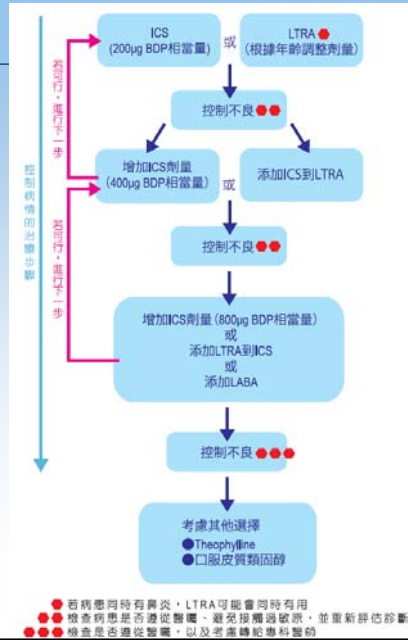 ICS
(200μg BDP相當量)
或
LTRA
(根據年齡調整劑量)
控制不良
增加ICS劑量
(400μg BDP相當量)
或
添加ICS到LTRA
控制不良
增加ICS劑量(800μg BDP相當量)
或
添加LTRA到ICS
或
添加LABA
控制不良
考慮其他選擇
●Theophylline
●口服皮質類固醇
若可行，進行下一步
若可行，進行下一步
控制病情的治療步驟
若病患同時有鼻炎，LTRA可能會同時有用
檢查病患是否遵從醫囑、避免接觸過敏原，並重新評估診斷
檢查是否遵從醫囑，以及考慮轉給專科醫師